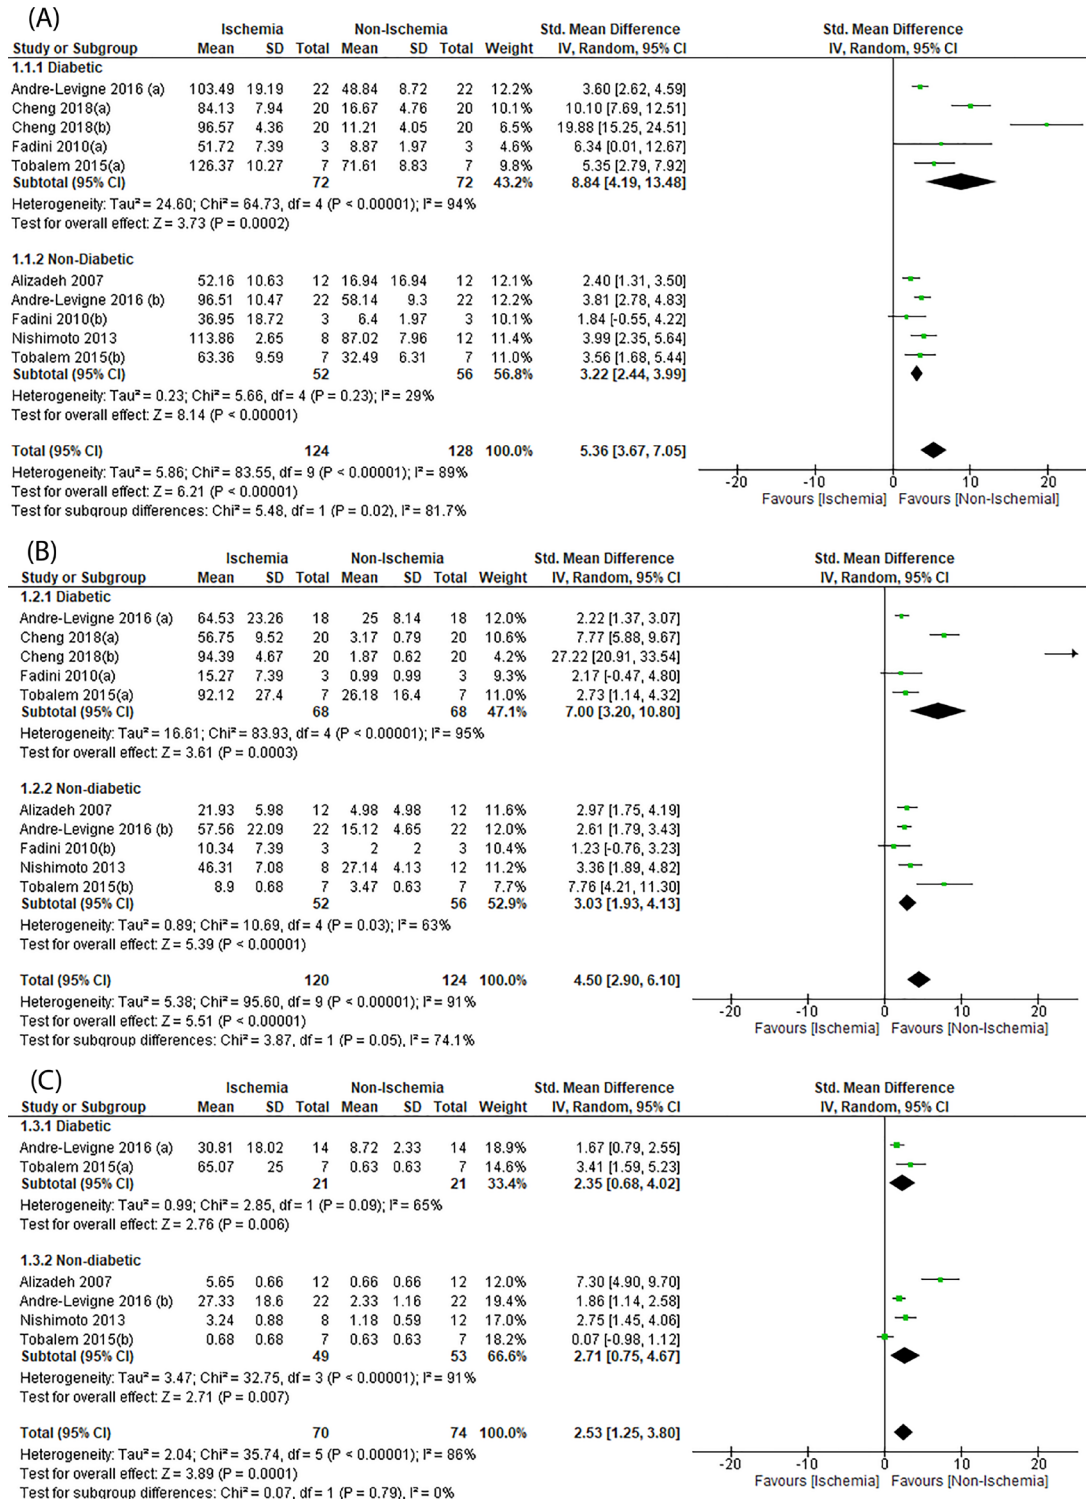 (A)
Ischemia Non-Ischemia Std. Mean Difference Std. Mean Difference
Study or Subgroup Mean SD Total Mean SD Total Weight IV, Random, 95% CI IV, Random, 95% CI
1.1.1 Diabetic
Andre-Levigne 2016 (a) 103.49 19.19 22 48.84 8.72 22 12.2% 3.60 [2.62, 4.59]
Cheng 2018(a) 84.13 7.94 20 16.67 4.76 20 10.1% 10.10 [7.69, 12.51]
Cheng 2018(b) 96.57 4.36 20 11.21 4.05 20 6.5% 19.88 [15.25, 24.51]
Fadini 2010(a) 51.72 7.39 3 8.87 1.97 3 4.6% 6.34 [0.01, 12.67]
Tobalem 2015(a) 126.37 10.27 7 71.61 8.83 7 9.8% 5.35 [2.79, 7.92]
Subtotal (95% CI) 72 72 43.2% 8.84 [4.19, 13.48]
Heterogeneity: Tau² = 24.60; Chi² = 64.73, df = 4 (P < 0.00001); I² = 94%
Test for overall effect: Z = 3.73 (P = 0.0002)
1.1.2 Non-Diabetic
Alizadeh 2007 52.16 10.63 12 16.94 16.94 12 12.1% 2.40 [1.31, 3.50]
Andre-Levigne 2016 (b) 96.51 10.47 22 58.14 9.3 22 12.2% 3.81 [2.78, 4.83]
Fadini 2010(b) 36.95 18.72 3 6.4 1.97 3 10.1% 1.84 [-0.55, 4.22]
Nishimoto 2013 113.86 2.65 8 87.02 7.96 12 11.4% 3.99 [2.35, 5.64]
Tobalem 2015(b) 63.36 9.59 7 32.49 6.31 7 11.0% 3.56 [1.68, 5.44]
Subtotal (95% CI) 52 56 56.8% 3.22 [2.44, 3.99]
Heterogeneity: Tau² = 0.23; Chi² = 5.66, df = 4 (P = 0.23); I² = 29%
Test for overall effect: Z = 8.14 (P < 0.00001)
Total (95% CI) 124 128 100.0% 5.36 [3.67, 7.05]
Heterogeneity: Tau² = 5.86; Chi² = 83.55, df = 9 (P < 0.00001); I² = 89%
Test for overall effect: Z = 6.21 (P < 0.00001)
Test for subgroup differences: Chi² = 5.48, df = 1 (P = 0.02), I² = 81.7%
-20 -10 0 10 20
Favours [Ischemia] Favours [Non-Ischemial]
(B)
Ischemia Non-Ischemia Std. Mean Difference Std. Mean Difference
Study or Subgroup Mean SD Total Mean SD Total Weight IV, Random, 95% CI IV, Random, 95% CI
1.2.1 Diabetic
Andre-Levigne 2016 (a) 64.53 23.26 18 25 8.14 18 12.0% 2.22 [1.37, 3.07]
Cheng 2018(a) 56.75 9.52 20 3.17 0.79 20 10.6% 7.77 [5.88, 9.67]
Cheng 2018(b) 94.39 4.67 20 1.87 0.62 20 4.2% 27.22 [20.91, 33.54]
Fadini 2010(a) 15.27 7.39 3 0.99 0.99 3 9.3% 2.17 [-0.47, 4.80]
Tobalem 2015(a) 92.12 27.4 7 26.18 16.4 7 11.0% 2.73 [1.14, 4.32]
Subtotal (95% CI) 68 68 47.1% 7.00 [3.20, 10.80]
Heterogeneity: Tau² = 16.61; Chi² = 83.93, df = 4 (P < 0.00001); I² = 95%
Test for overall effect: Z = 3.61 (P = 0.0003)
1.2.2 Non-diabetic
Alizadeh 2007 21.93 5.98 12 4.98 4.98 12 11.6% 2.97 [1.75, 4.19]
Andre-Levigne 2016 (b) 57.56 22.09 22 15.12 4.65 22 12.0% 2.61 [1.79, 3.43]
Fadini 2010(b) 10.34 7.39 3 2 2 3 10.4% 1.23 [-0.76, 3.23]
Nishimoto 2013 46.31 7.08 8 27.14 4.13 12 11.2% 3.36 [1.89, 4.82]
Tobalem 2015(b) 8.9 0.68 7 3.47 0.63 7 7.7% 7.76 [4.21, 11.30]
Subtotal (95% CI) 52 56 52.9% 3.03 [1.93, 4.13]
Heterogeneity: Tau² = 0.89; Chi² = 10.69, df = 4 (P = 0.03); I² = 63%
Test for overall effect: Z = 5.39 (P < 0.00001)
Total (95% CI) 120 124 100.0% 4.50 [2.90, 6.10]
Heterogeneity: Tau² = 5.38; Chi² = 95.60, df = 9 (P < 0.00001); I² = 91%
Test for overall effect: Z = 5.51 (P < 0.00001)
Test for subgroup differences: Chi² = 3.87, df = 1 (P = 0.05), I² = 74.1%
-20 -10 0 10 20
Favours [Ischemia] Favours [Non-Ischemia]
(C)
Ischemia Non-Ischemia Std. Mean Difference Std. Mean Difference
Study or Subgroup Mean SD Total Mean SD Total Weight IV, Random, 95% CI IV, Random, 95% CI
1.3.1 Diabetic
Andre-Levigne 2016 (a) 30.81 18.02 14 8.72 2.33 14 18.9% 1.67 [0.79, 2.55]
Tobalem 2015(a) 65.07 25 7 0.63 0.63 7 14.6% 3.41 [1.59, 5.23]
Subtotal (95% CI) 21 21 33.4% 2.35 [0.68, 4.02]
Heterogeneity: Tau² = 0.99; Chi² = 2.85, df = 1 (P = 0.09); I² = 65%
Test for overall effect: Z = 2.76 (P = 0.006)
1.3.2 Non-diabetic
Alizadeh 2007 5.65 0.66 12 0.66 0.66 12 12.0% 7.30 [4.90, 9.70]
Andre-Levigne 2016 (b) 27.33 18.6 22 2.33 1.16 22 19.4% 1.86 [1.14, 2.58]
Nishimoto 2013 3.24 0.88 8 1.18 0.59 12 17.0% 2.75 [1.45, 4.06]
Tobalem 2015(b) 0.68 0.68 7 0.63 0.63 7 18.2% 0.07 [-0.98, 1.12]
Subtotal (95% CI) 49 53 66.6% 2.71 [0.75, 4.67]
Heterogeneity: Tau² = 3.47; Chi² = 32.75, df = 3 (P < 0.00001); I² = 91%
Test for overall effect: Z = 2.71 (P = 0.007)
Total (95% CI) 70 74 100.0% 2.53 [1.25, 3.80]
Heterogeneity: Tau² = 2.04; Chi² = 35.74, df = 5 (P < 0.00001); I² = 86%
Test for overall effect: Z = 3.89 (P = 0.0001)
Test for subgroup differences: Chi² = 0.07, df = 1 (P = 0.79), I² = 0%
-20 -10 0 10 20
Favours [Ischemia] Favours [Non-Ischemia]